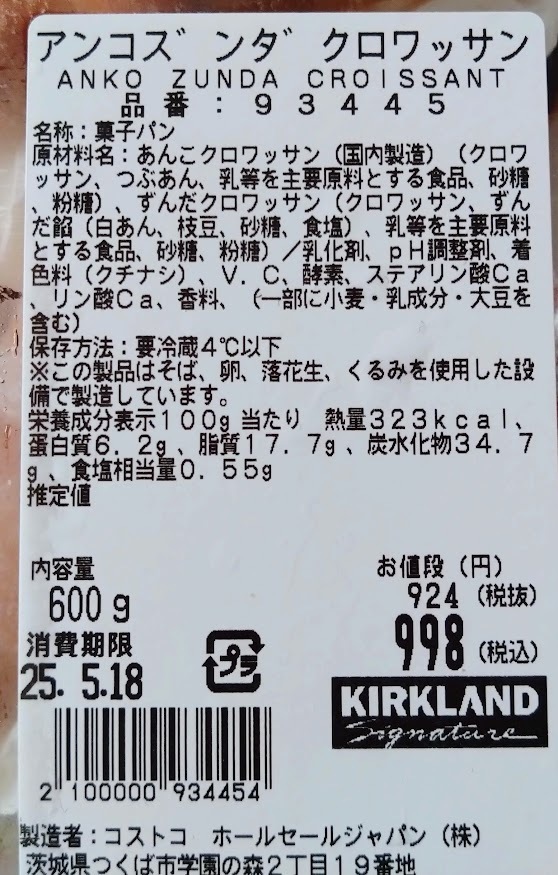 アンコズンダ クロワッサン
ANKO ZUNDA CROISSANT
品番：93445
名称：菓子パン
原材料名：あんこクロワッサン（国内製造）（クロワ
ッサン、つぶあん、乳等を主要原料とする食品、砂糖
、粉糖）、ずんだクロワッサン（クロワッサン、ずん
だ餡（白あん、枝豆、砂糖、食塩）、乳等を主要原料
とする食品、砂糖、粉糖）／乳化剤、pH調整剤、着
色料（クチナシ）、V．C、酵素、ステアリン酸Ca
、リン酸Ca、香料、（一部に小麦・乳成分・大豆を
含む）
保存方法：要冷蔵4℃以下
※この製品はそば、卵、落花生、くるみを使用した設
備で製造しています。
栄養成分表示100g当たり 熱量323kcal、
蛋白質6．2g、脂質17．7g、炭水化物34．7
g、食塩相当量0．55g
推定値
内容量
600g
お値段（円）
924（税抜）
998（税込）
消費期限
25. 5.18
プラ
KIRKLAND
Signature
2 100000 934454
製造者：コストコ ホールセールジャパン（株）
茨城県つくば市学園の森2丁目19番地